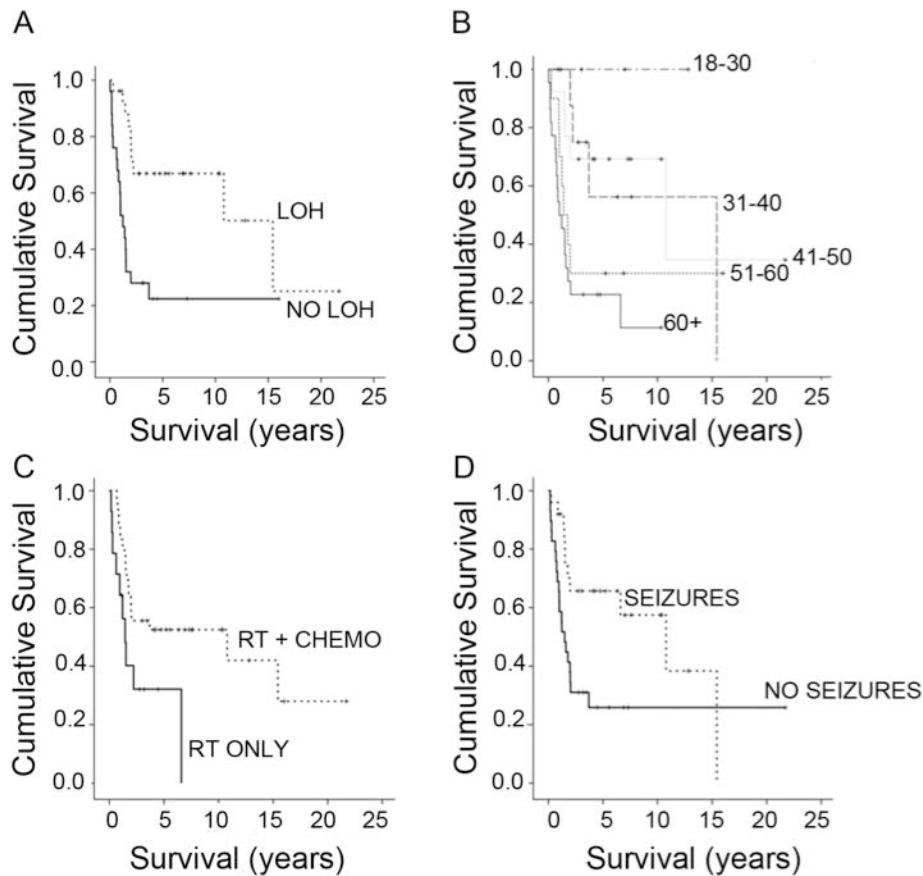 A
Cumulative Survival
1.0
0.8
0.6
0.4
0.2
0.0
LOH
NO LOH
0 5 10 15 20 25
Survival (years)
B
Cumulative Survival
1.0
0.8
0.6
0.4
0.2
0.0
18-30
31-40
41-50
51-60
60+
0 5 10 15 20 25
Survival (years)
C
Cumulative Survival
1.0
0.8
0.6
0.4
0.2
0.0
RT + CHEMO
RT ONLY
0 5 10 15 20 25
Survival (years)
D
Cumulative Survival
1.0
0.8
0.6
0.4
0.2
0.0
SEIZURES
NO SEIZURES
0 5 10 15 20 25
Survival (years)